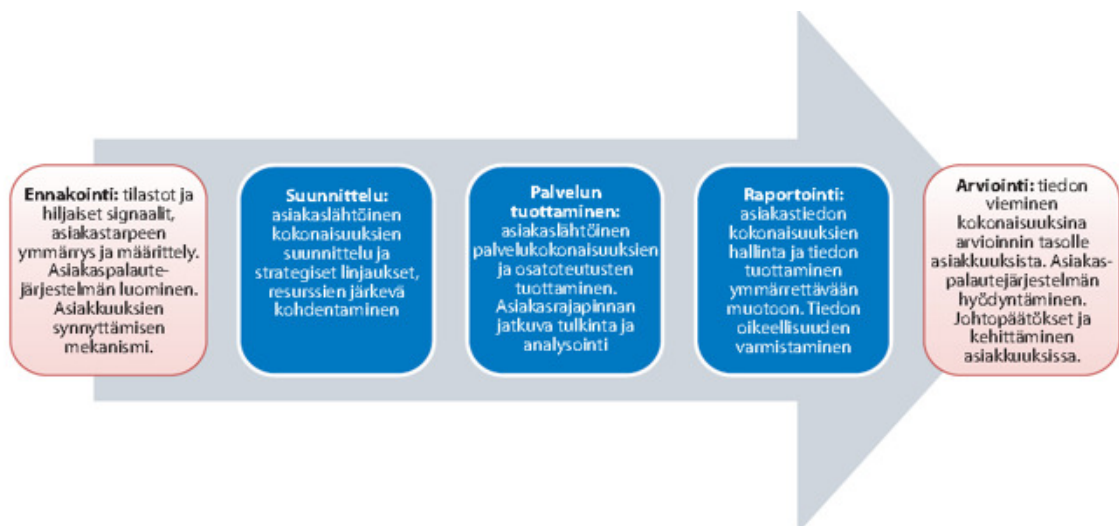 Ennakointi: tilastot ja
hiljaiset signaalit,
asiakastarpeen
ymmärrys ja määrittely.
Asiakaspalaute-
järjestelmän luominen.
Asiakkuuksien
synnyttämisen
mekanismi.
Suunnittelu:
asiakaslähtöinen
kokonaisuuksien
suunnittelu ja
strategiset linjaukset,
resurssien järkevä
kohdentaminen
Palvelun
tuottaminen:
asiakaslähtöinen
palvelukokonaisuuksien
ja osatoteutusten
tuottaminen.
Asiakasrajapinnan
jatkuva tulkinta ja
analysointi
Raportointi:
asiakastiedon
kokonaisuuksien
hallinta ja tiedon
tuottaminen
ymmärrettävään
muotoon. Tiedon
oikeellisuuden
varmistaminen
Arviointi: tiedon
vieminen
kokonaisuuksina
arvioinnin tasolle
asiakkuuksista. Asiakas-
palautejärjestelmän
hyödyntäminen.
Johtopäätökset ja
kehittäminen
asiakkuuksissa.